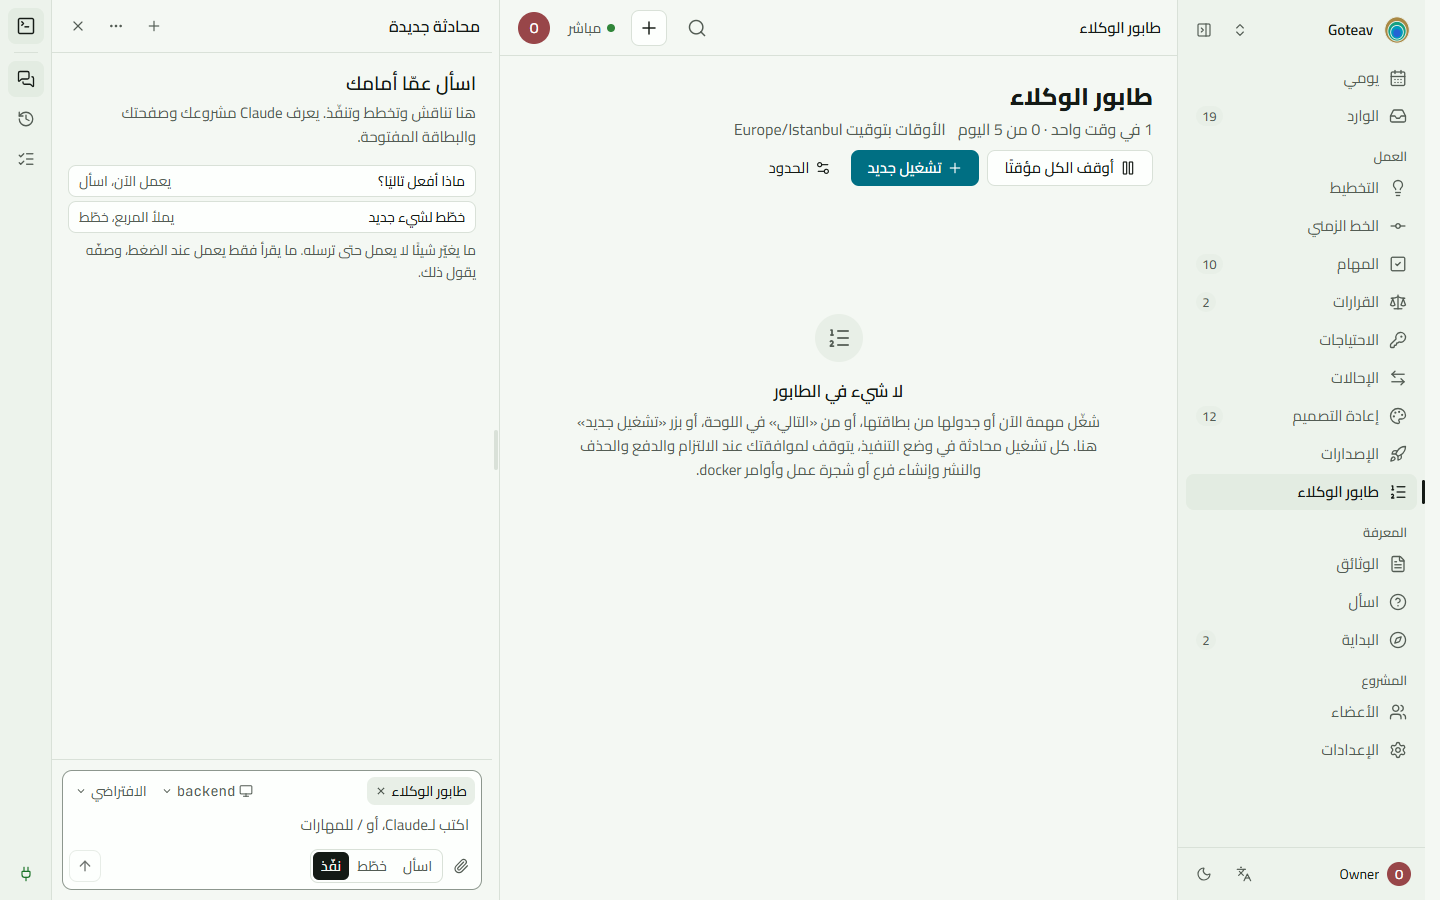 Goteav
يومي
الوارد
19
العمل
التخطيط
الخط الزمني
المهام
10
القرارات
2
الاحتياجات
الإحالات
إعادة التصميم
12
الإصدارات
طابور الوكلاء
المعرفة
الوثائق
اسأل
البداية
2
المشروع
الأعضاء
الإعدادات
Owner
O
طابور الوكلاء
مباشر
O
طابور الوكلاء
1 في وقت واحد · 0 من 5 اليوم الأوقات بتوقيت Europe/Istanbul
أوقف الكل مؤقتًا
تشغيل جديد
الحدود
لا شيء في الطابور
شغّل مهمة الآن أو جدولها من بطاقتها، أو من «التالي» في اللوحة، أو بزر «تشغيل جديد»
هنا. كل تشغيل محادثة في وضع التنفيذ، يتوقف لموافقتك عند الالتزام والدفع والحذف
والنشر وإنشاء فرع أو شجرة عمل وأوامر docker.
محادثة جديدة
اسأل عمّا أمامك
هنا تناقش وتخطط وتنفّذ. يعرف Claude مشروعك وصفحتك
والبطاقة المفتوحة.
ماذا أفعل تاليًا؟
يعمل الآن، اسأل
خطّط لشيء جديد
يملأ المربع، خطّط
ما يغيّر شيئًا لا يعمل حتى ترسله. ما يقرأ فقط يعمل عند الضغط، وصفّه
يقول ذلك.
طابور الوكلاء
backend
الافتراضي
اكتب لـClaude، أو / للمهارات
اسأل
خطّط
نفّذ